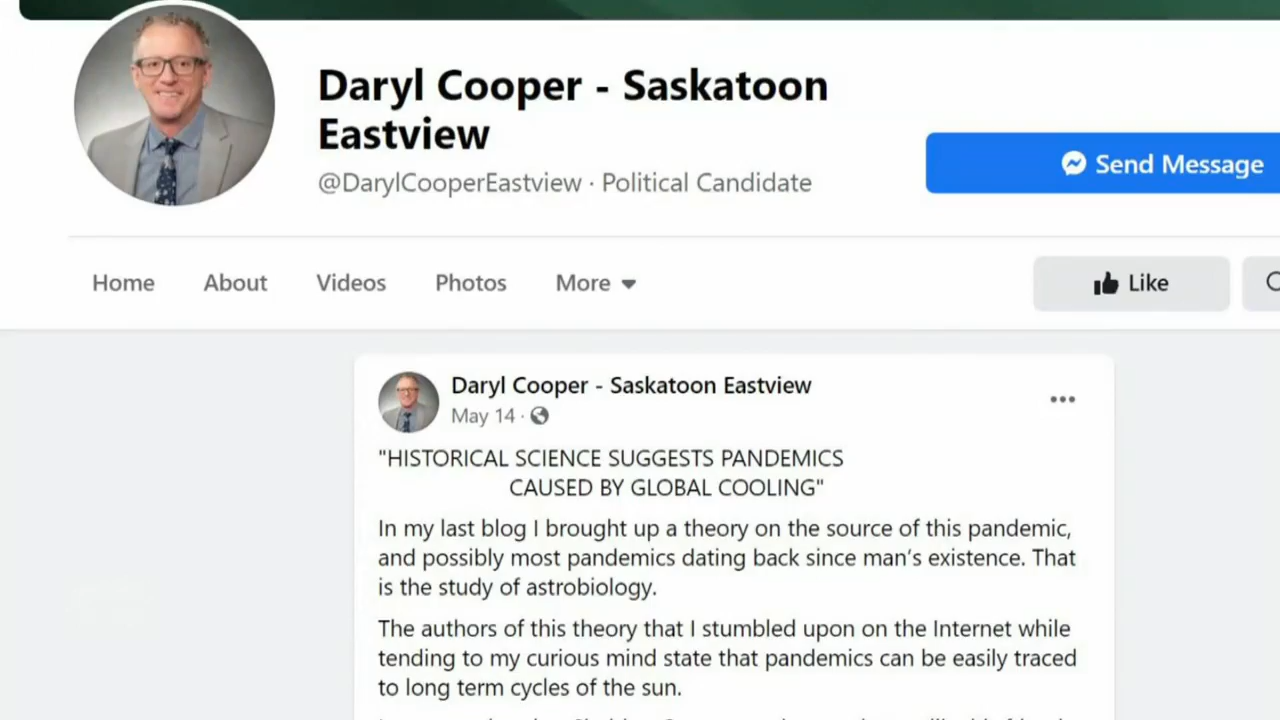 Daryl Cooper - Saskatoon
Eastview
@DarylCooperEastview · Political Candidate
Send Message
Home About Videos Photos More
Like
Daryl Cooper - Saskatoon Eastview
May 14 ·
"HISTORICAL SCIENCE SUGGESTS PANDEMICS
CAUSED BY GLOBAL COOLING"
In my last blog I brought up a theory on the source of this pandemic,
and possibly most pandemics dating back since man’s existence. That
is the study of astrobiology.
The authors of this theory that I stumbled upon on the Internet while
tending to my curious mind state that pandemics can be easily traced
to long term cycles of the sun.